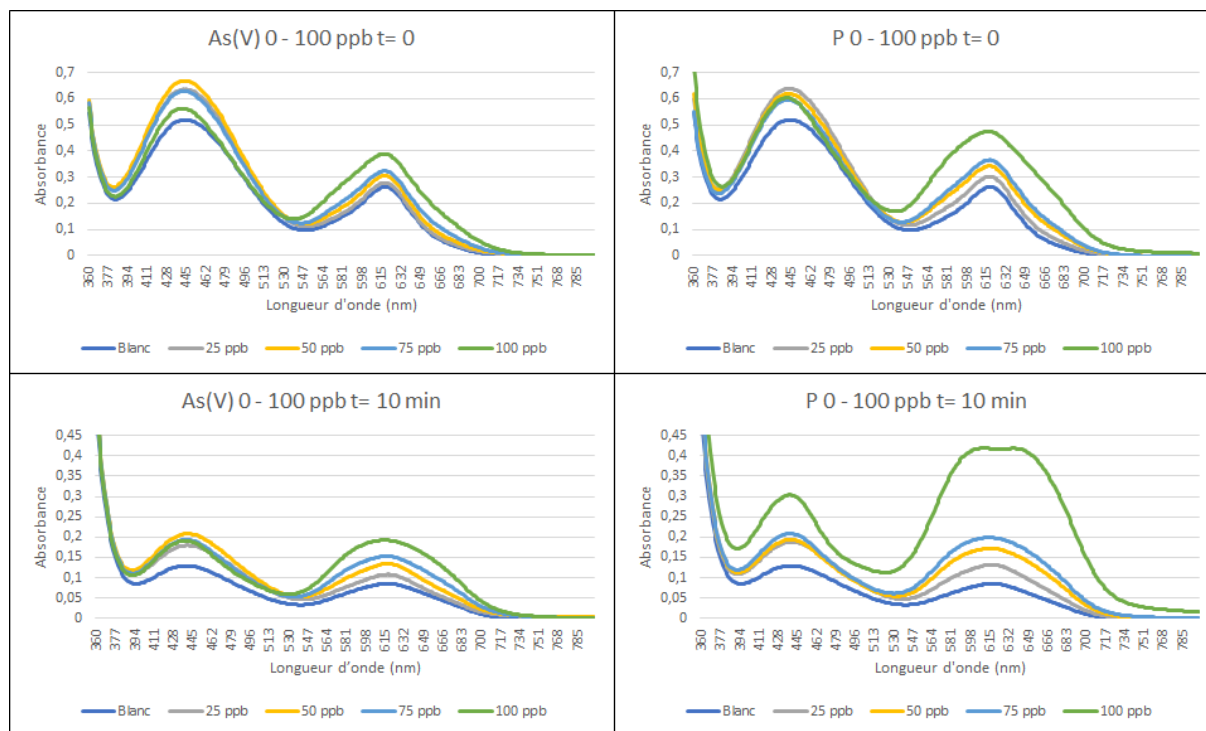 As(V) 0 - 100 ppb t= 0
0,7
0,6
0,5
0,4
0,3
0,2
0,1
0
Absorbance
360 377 394 411 428 445 462 479 496 513 530 547 564 581 598 615 632 649 666 683 700 717 734 751 768 785
Longueur d'onde (nm)
Blanc 25 ppb 50 ppb 75 ppb 100 ppb
P 0 - 100 ppb t= 0
0,7
0,6
0,5
0,4
0,3
0,2
0,1
0
Absorbance
360 377 394 411 428 445 462 479 496 513 530 547 564 581 598 615 632 649 666 683 700 717 734 751 768 785
Longueur d'onde (nm)
Blanc 25 ppb 50 ppb 75 ppb 100 ppb
As(V) 0 - 100 ppb t= 10 min
0,45
0,4
0,35
0,3
0,25
0,2
0,15
0,1
0,05
0
Absorbance
360 377 394 411 428 445 462 479 496 513 530 547 564 581 598 615 632 649 666 683 700 717 734 751 768 785
Longueur d'onde (nm)
Blanc 25 ppb 50 ppb 75 ppb 100 ppb
P 0 - 100 ppb t= 10 min
0,45
0,4
0,35
0,3
0,25
0,2
0,15
0,1
0,05
0
Absorbance
360 377 394 411 428 445 462 479 496 513 530 547 564 581 598 615 632 649 666 683 700 717 734 751 768 785
Longueur d'onde (nm)
Blanc 25 ppb 50 ppb 75 ppb 100 ppb